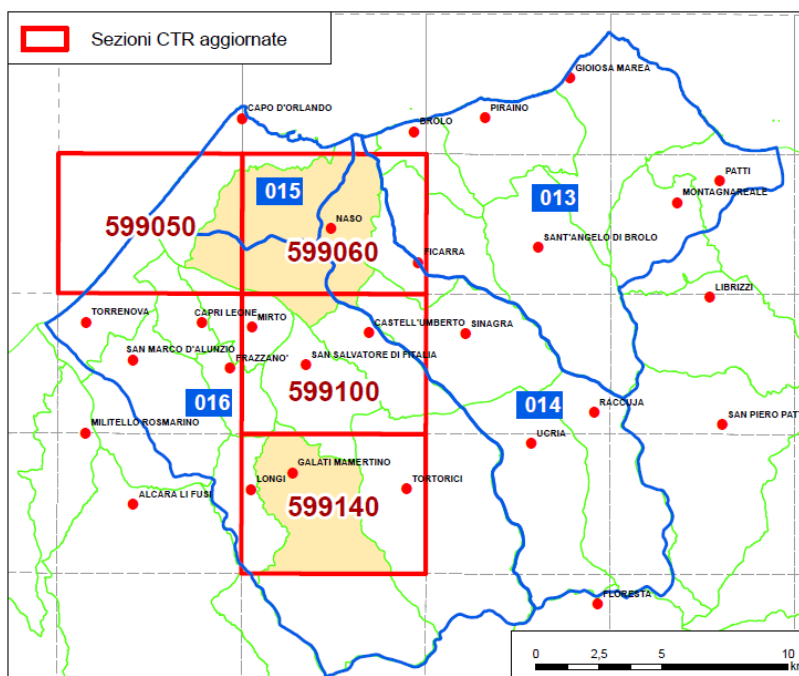 Sezioni CTR aggiornate
GIOIOSA MAREA
CAPO D'ORLANDO
PIRAINO
BROLO
PATTI
015
013
MONTAGNAREALE
599050
NASO
599060
SANT'ANGELO DI BROLO
FICARRA
LIBRIZZI
TORRENOVA
CAPRI LEONE
MIRTO
CASTELL'UMBERTO
SINAGRA
SAN MARCO D'ALUNZIO
FRAZZANO'
SAN SALVATORE DI FITALIA
599100
016
014
RACCUJA
MILITELLO ROSMARINO
UCRIA
SAN PIERO PATT
GALATI MAMERTINO
LONGI
TORTORICI
ALCARA LI FUSI
599140
FLORESTA
0 2,5 5 10
km